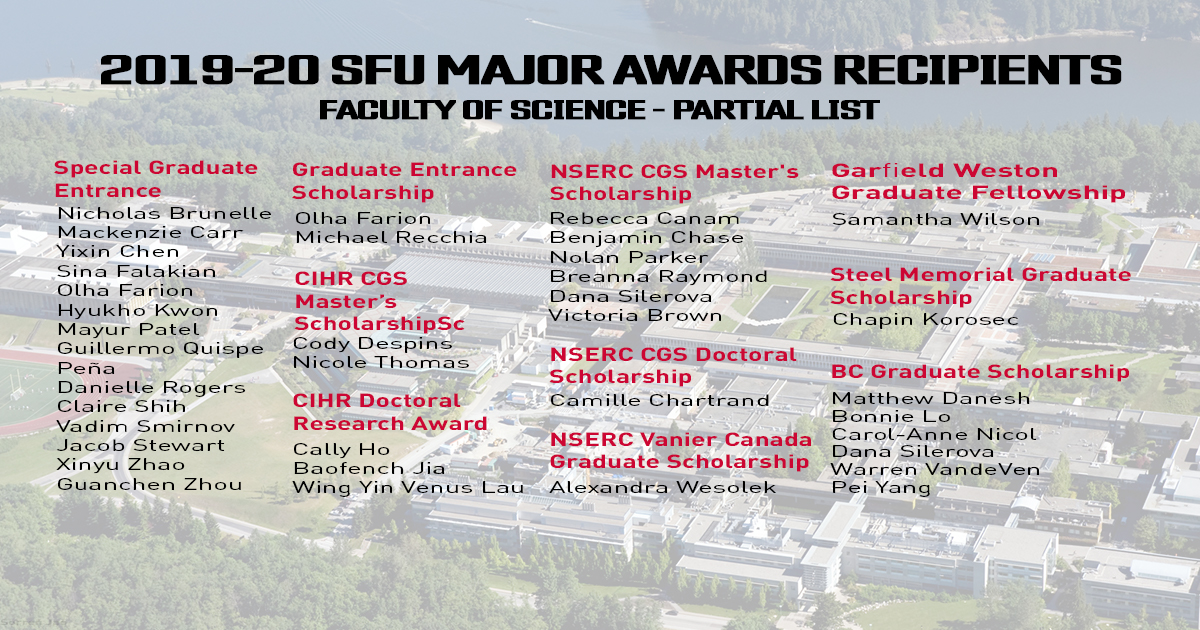 2019-20 SFU MAJOR AWARDS RECIPIENTS
FACULTY OF SCIENCE - PARTIAL LIST
Special Graduate
Entrance
Nicholas Brunelle
Mackenzie Carr
Yixin Chen
Sina Falakian
Olha Farion
Hyukho Kwon
Mayur Patel
Guillermo Quispe
Peña
Danielle Rogers
Claire Shih
Vadim Smirnov
Jacob Stewart
Xinyu Zhao
Guanchen Zhou
Graduate Entrance
Scholarship
Olha Farion
Michael Recchia
CIHR CGS
Master's
ScholarshipSc
Cody Despins
Nicole Thomas
CIHR Doctoral
Research Award
Cally Ho
Baofench Jia
Wing Yin Venus Lau
NSERC CGS Master's
Scholarship
Rebecca Canam
Benjamin Chase
Nolan Parker
Breanna Raymond
Dana Silerova
Victoria Brown
NSERC CGS Doctoral
Scholarship
Camille Chartrand
NSERC Vanier Canada
Graduate Scholarship
Alexandra Wesolek
Garfield Weston
Graduate Fellowship
Samantha Wilson
Steel Memorial Graduate
Scholarship
Chapin Korosec
BC Graduate Scholarship
Matthew Danesh
Bonnie Lo
Carol-Anne Nicol
Dana Silerova
Warren VandeVen
Pei Yang